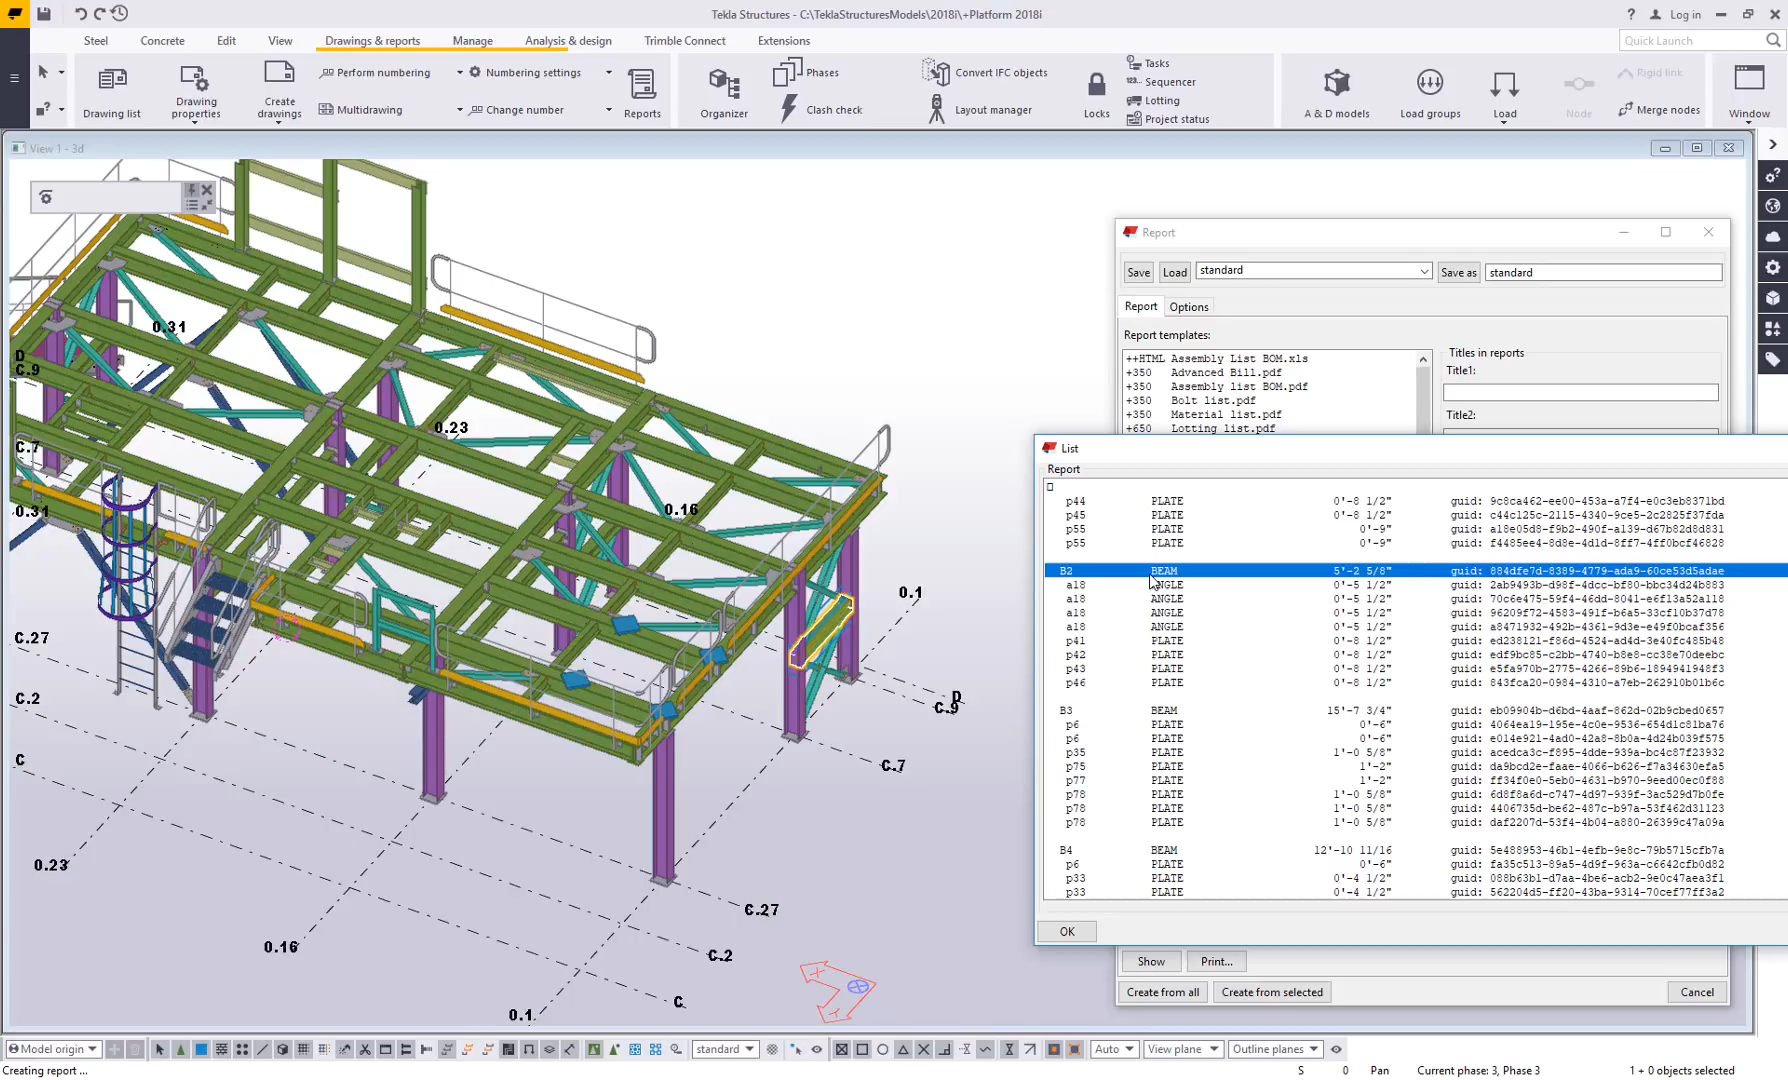 Tekla Structures - C:\TeklaStructuresModels\2018i\+Platform 2018i
? Log in
Steel Concrete Edit View Drawings & reports Manage Analysis & design Trimble Connect Extensions
Quick Launch
Drawing list
Drawing properties
Create drawings
Perform numbering
Multidrawing
Numbering settings
Change number
Reports
Organizer
Phases
Clash check
Convert IFC objects
Layout manager
Locks
Tasks
Sequencer
Lotting
Project status
A & D models
Load groups
Load
Node
Rigid link
Merge nodes
Window
View 1 - 3d
0.31
D
C.9
0.23
C.7
0.31
0.16
0.1
C.27
C.2
C
D
C.9
C.7
0.23
C.27
0.16
C.2
C
0.1
Report
Save Load standard Save as standard
Report Options
Report templates:
++HTML Assembly List BOM.xls
+350 Advanced Bill.pdf
+350 Assembly list BOM.pdf
+350 Bolt list.pdf
+350 Material list.pdf
+650 Lotting list.pdf
Titles in reports
Title1:
Title2:
List
Report
p44 PLATE 0'-8 1/2" guid: 9c8ca462-ee00-453a-a7f4-e0c3eb8371bd
p45 PLATE 0'-8 1/2" guid: c44c125c-2115-4340-9ce5-2c2825f37fda
p55 PLATE 0'-9" guid: a18e05d8-f9b2-490f-a139-d67b82d8d831
p55 PLATE 0'-9" guid: f4485ee4-8d8e-4d1d-8ff7-4ff0bcf46828
B2 BEAM 5'-2 5/8" guid: 884dfe7d-8389-4779-ada9-60ce53d5adae
a18 ANGLE 0'-5 1/2" guid: 2ab9493b-d98f-4dcc-bf80-bbc34d24b883
a18 ANGLE 0'-5 1/2" guid: 70c6e475-59f4-46dd-8041-e6f13a52a118
a18 ANGLE 0'-5 1/2" guid: 96209f72-4583-491f-b6a5-33cf10b37d78
a18 ANGLE 0'-5 1/2" guid: a8471932-492b-4361-9d3e-e49f0bcaf356
p41 PLATE 0'-8 1/2" guid: ed238121-f86d-4524-ad4d-3e40fc485b48
p42 PLATE 0'-8 1/2" guid: edf9bc85-c2bb-4740-b8e8-cc38e70deebc
p43 PLATE 0'-8 1/2" guid: e5fa970b-2775-4266-89b6-1894941948f3
p46 PLATE 0'-8 1/2" guid: 843fca20-0984-4310-a7eb-262910b01b6c
B3 BEAM 15'-7 3/4" guid: eb09904b-d6bd-4aaf-862d-02b9cbed0657
p6 PLATE 0'-6" guid: 4064ea19-195e-4c0e-9536-654d1c81ba76
p6 PLATE 0'-6" guid: e014e921-4ad0-42a8-8b0a-4d24b039f575
p35 PLATE 1'-0 5/8" guid: acedca3c-f895-4dde-939a-bc4c87f23932
p75 PLATE 1'-2" guid: da9bcd2e-faae-4066-b626-f7a34630efa5
p77 PLATE 1'-2" guid: ff34f0e0-5eb0-4631-b970-9eed00ec0f88
p78 PLATE 1'-0 5/8" guid: 6d8f8a6d-c747-4d97-939f-3ac529d7b0fe
p78 PLATE 1'-0 5/8" guid: 4406735d-be62-487c-b97a-53f462d31123
p78 PLATE 1'-0 5/8" guid: daf2207d-53f4-4b04-a880-26399c47a09a
B4 BEAM 12'-10 11/16 guid: 5e488953-46b1-4efb-9e8c-79b5715cfb7a
p6 PLATE 0'-6" guid: fa35c513-89a5-4d9f-963a-c6642cfb0d82
p33 PLATE 0'-4 1/2" guid: 088b63b1-d7aa-4be6-acb2-9e0c47aea3f1
p33 PLATE 0'-4 1/2" guid: 562204d5-ff20-43ba-9314-70cef77ff3a2
OK
Show Print...
Create from all Create from selected Cancel
Model origin standard Auto View plane Outline planes
Creating report ... S 0 Pan Current phase: 3, Phase 3 1 + 0 objects selected